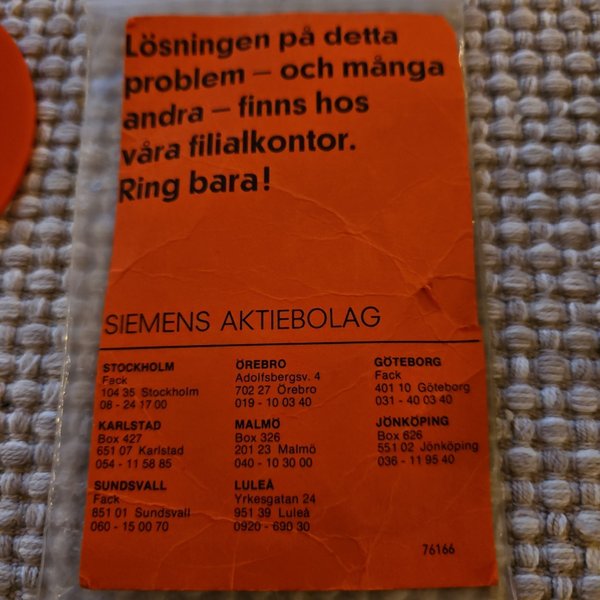 Lösningen på detta
problem – och många
andra – finns hos
våra filialkontor.
Ring bara!
SIEMENS AKTIEBOLAG
STOCKHOLM
Fack
104 35 Stockholm
08 - 24 17 00
ÖREBRO
Adolfsbergsv. 4
702 27 Örebro
019 - 10 03 40
GÖTEBORG
Fack
401 10 Göteborg
031 - 40 03 40
KARLSTAD
Box 427
651 07 Karlstad
054 - 11 58 85
MALMÖ
Box 326
201 23 Malmö
040 - 10 30 00
JÖNKÖPING
Box 626
551 02 Jönköping
036 - 11 95 40
SUNDSVALL
Fack
851 01 Sundsvall
060 - 15 00 70
LULEÅ
Yrkesgatan 24
951 39 Luleå
0920 - 690 30
76166